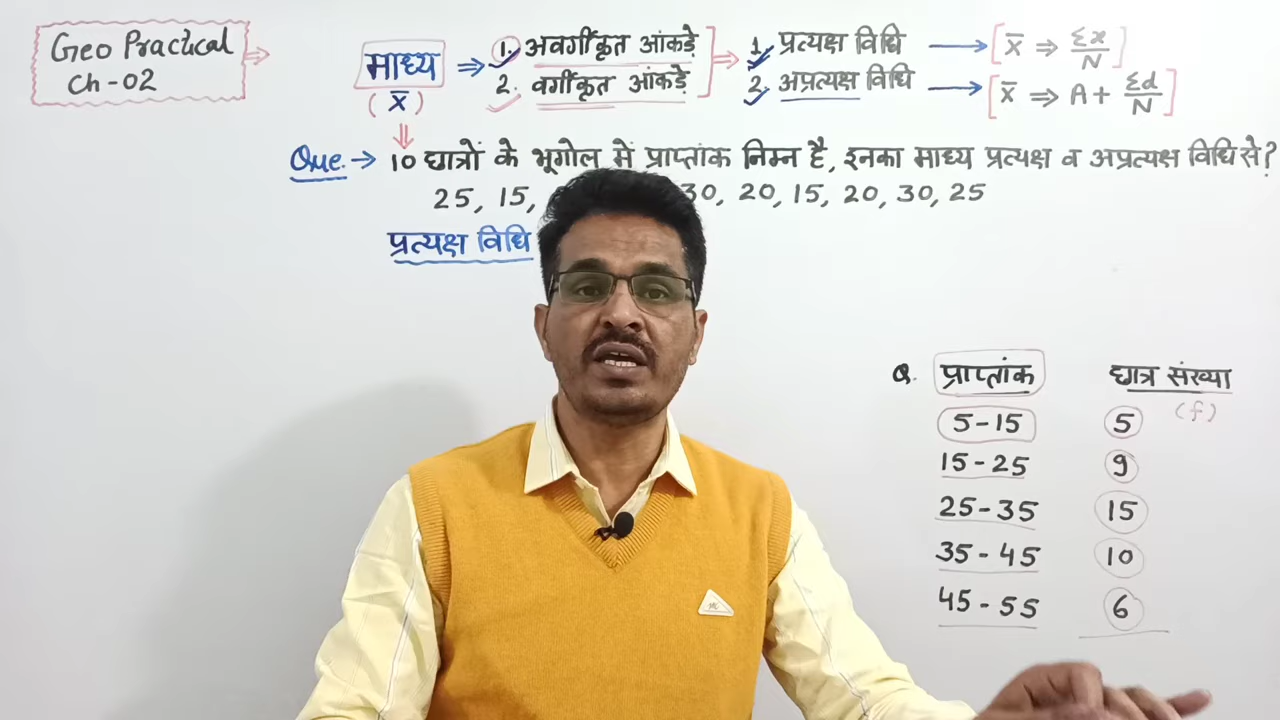 Geo Practical
Ch-02
माध्य
(x̄)
1. अवर्गीकृत आंकड़े
2. वर्गीकृत आंकड़े
1. प्रत्यक्ष विधि → [x̄ ⇒ Σx/N]
2. अप्रत्यक्ष विधि → [x̄ ⇒ A + Σd/N]
Que. → 10 छात्रों के भूगोल में प्राप्तांक निम्न है, इनका माध्य प्रत्यक्ष व अप्रत्यक्ष विधि से?
25, 15, 30, 20, 15, 20, 30, 25
प्रत्यक्ष विधि
Q. प्राप्तांक छात्र संख्या
(f)
5-15 5
15-25 9
25-35 15
35-45 10
45-55 6